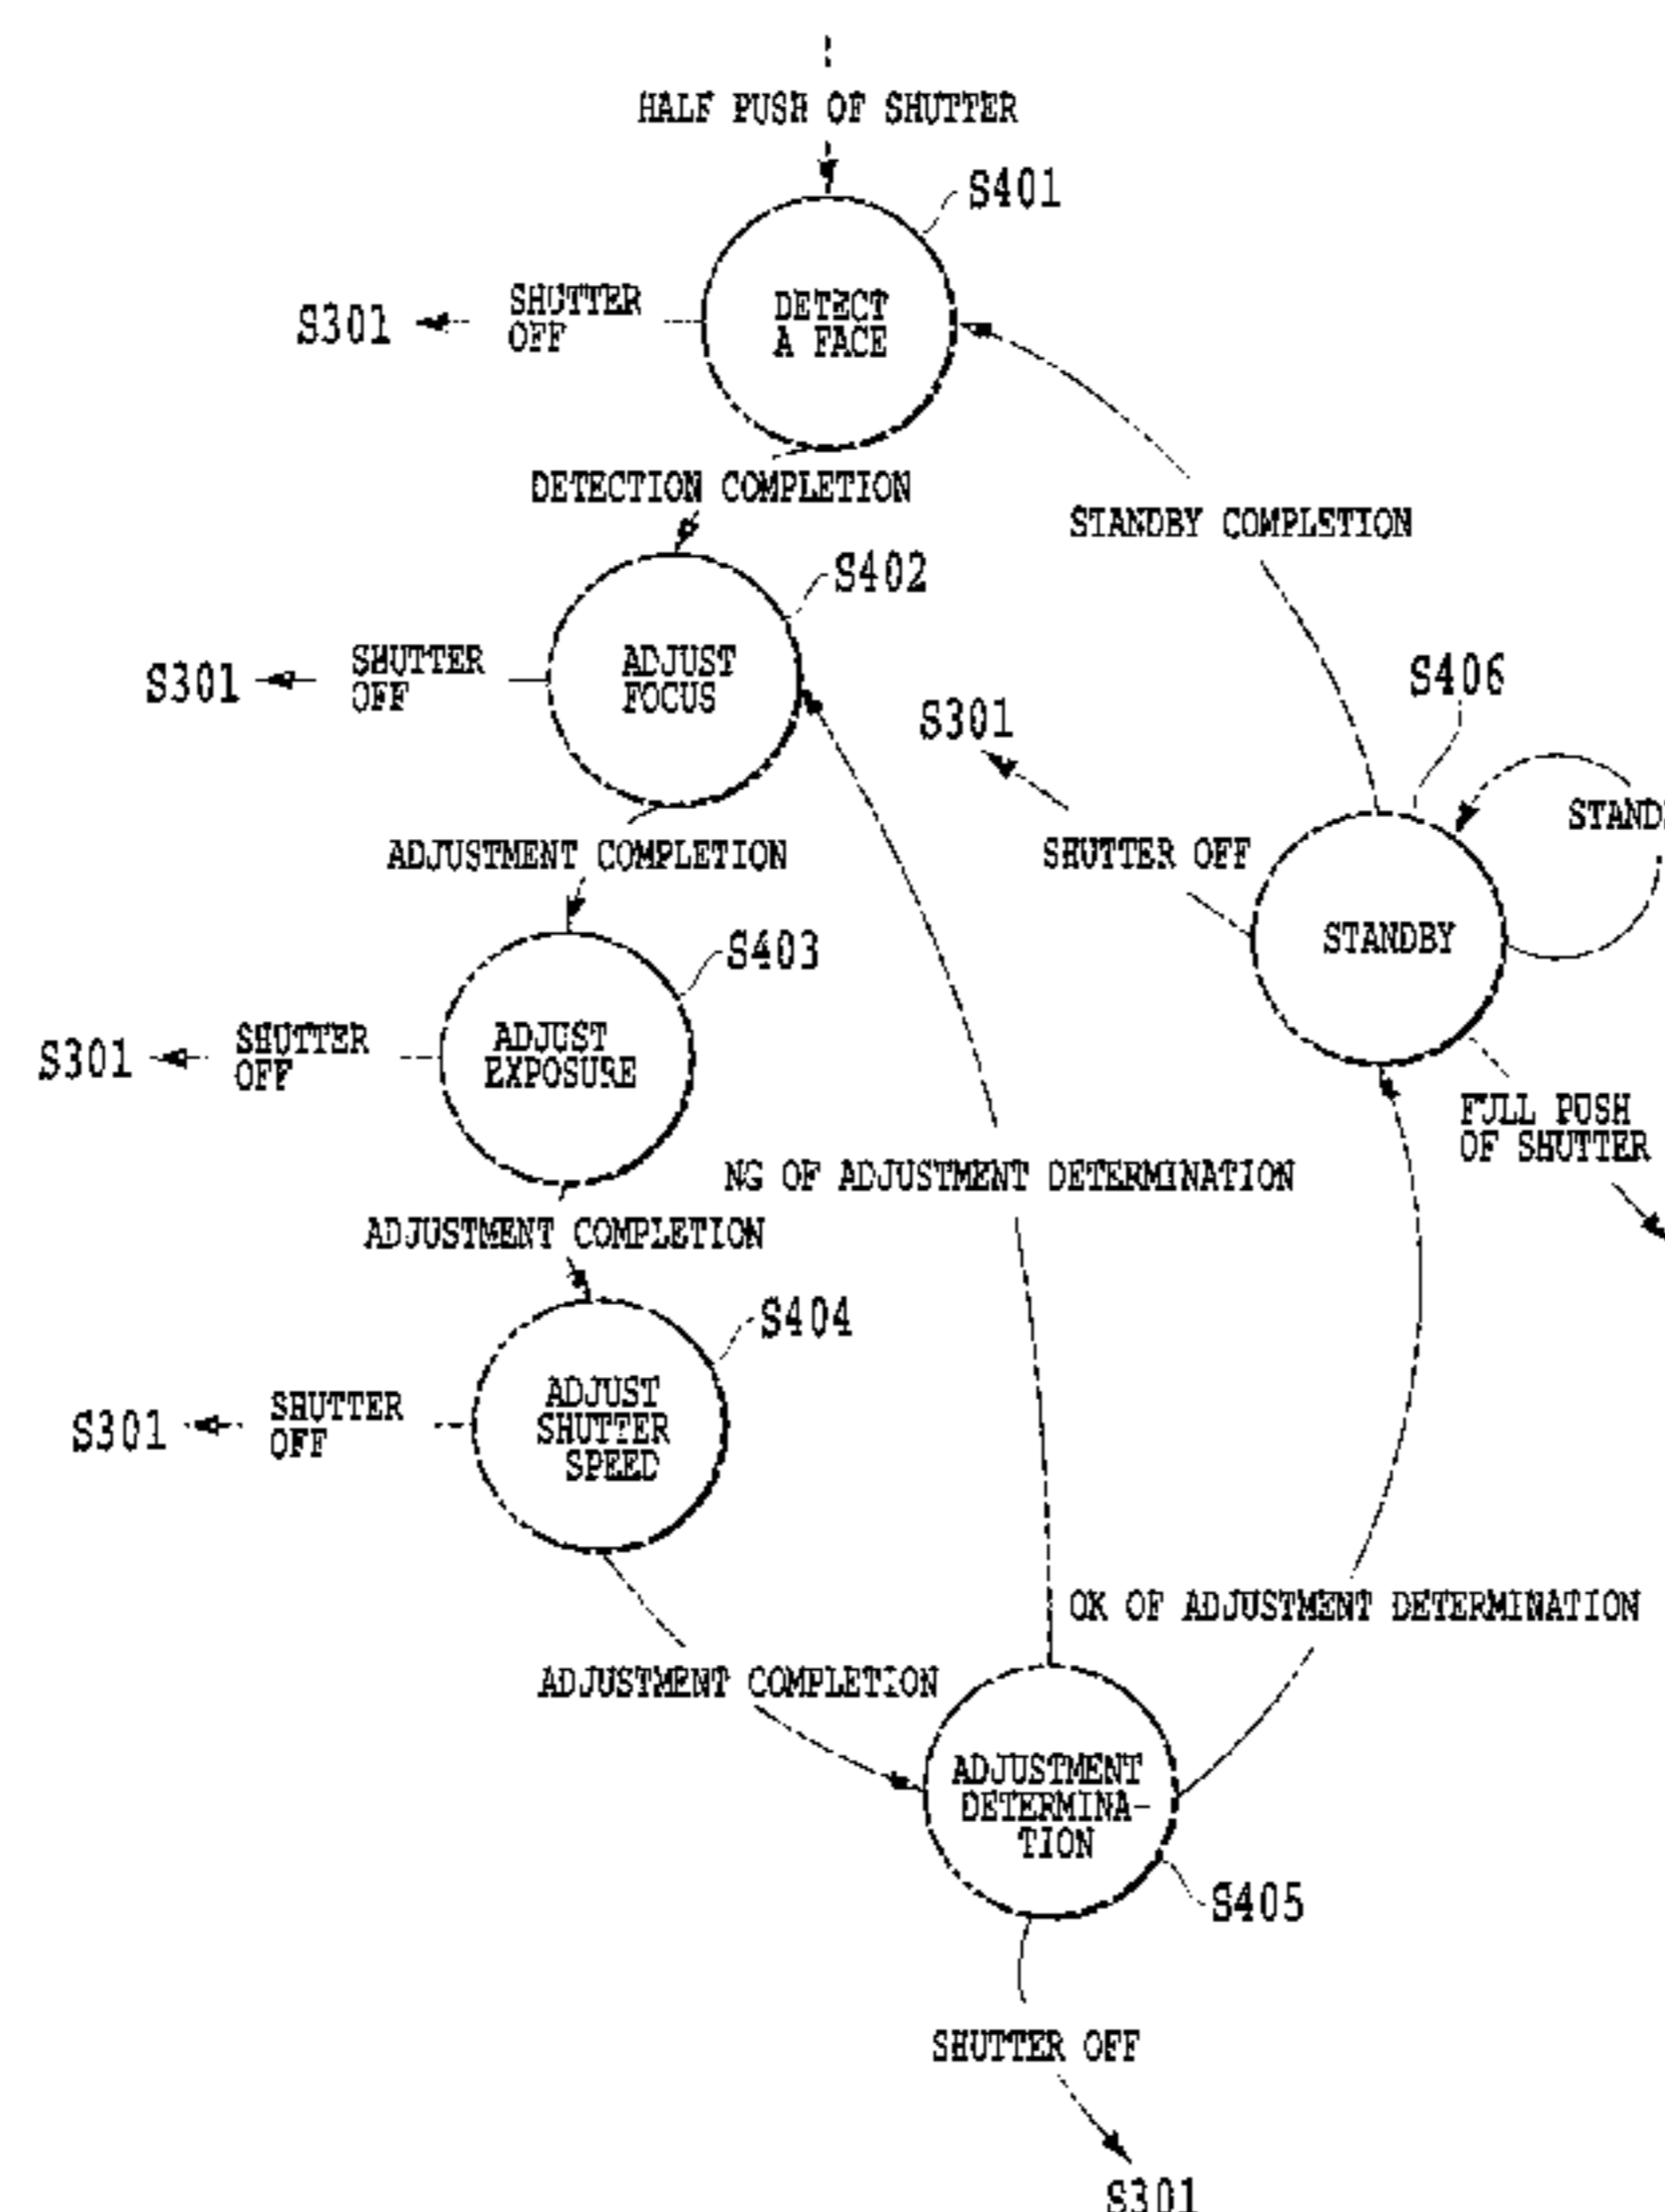 HALF PUSH OF SHUTTER
S401
SHUTTER
OFF
S301
DETECT
A FACE
DETECTION COMPLETION
STANDBY COMPLETION
S402
SHUTTER
OFF
S301
ADJUST
FOCUS
S406
S301
SHUTTER OFF
STANDBY
ADJUSTMENT COMPLETION
S403
SHUTTER
OFF
S301
ADJUST
EXPOSURE
FULL PUSH
OF SHUTTER
NG OF ADJUSTMENT DETERMINATION
ADJUSTMENT COMPLETION
S404
SHUTTER
OFF
S301
ADJUST
SHUTTER
SPEED
OK OF ADJUSTMENT DETERMINATION
ADJUSTMENT COMPLETION
ADJUSTMENT
DETERMINA-
TION
S405
SHUTTER OFF
S301